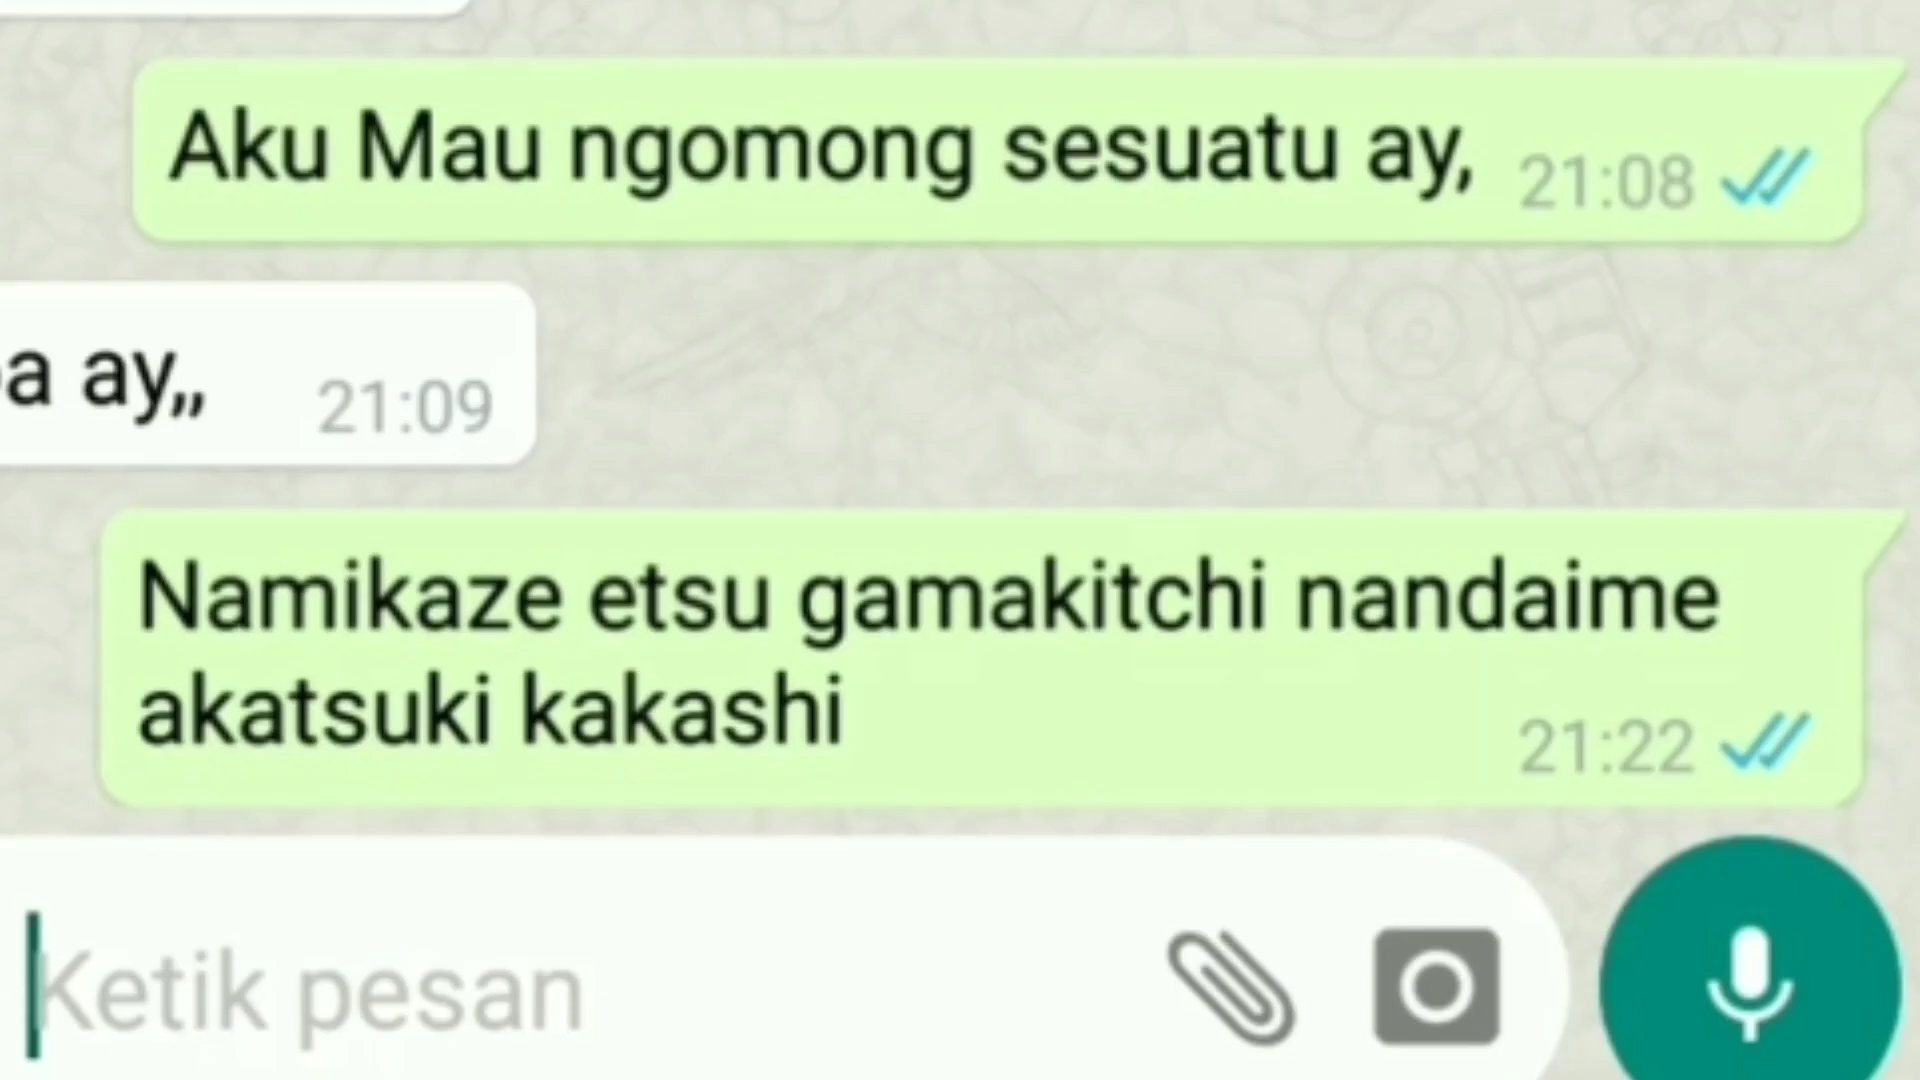 Aku Mau ngomong sesuatu ay,
21:08
ay,,,
21:09
Namikaze etsu gamakitchi nandaime
akatsuki kakashi
21:22
Ketik pesan